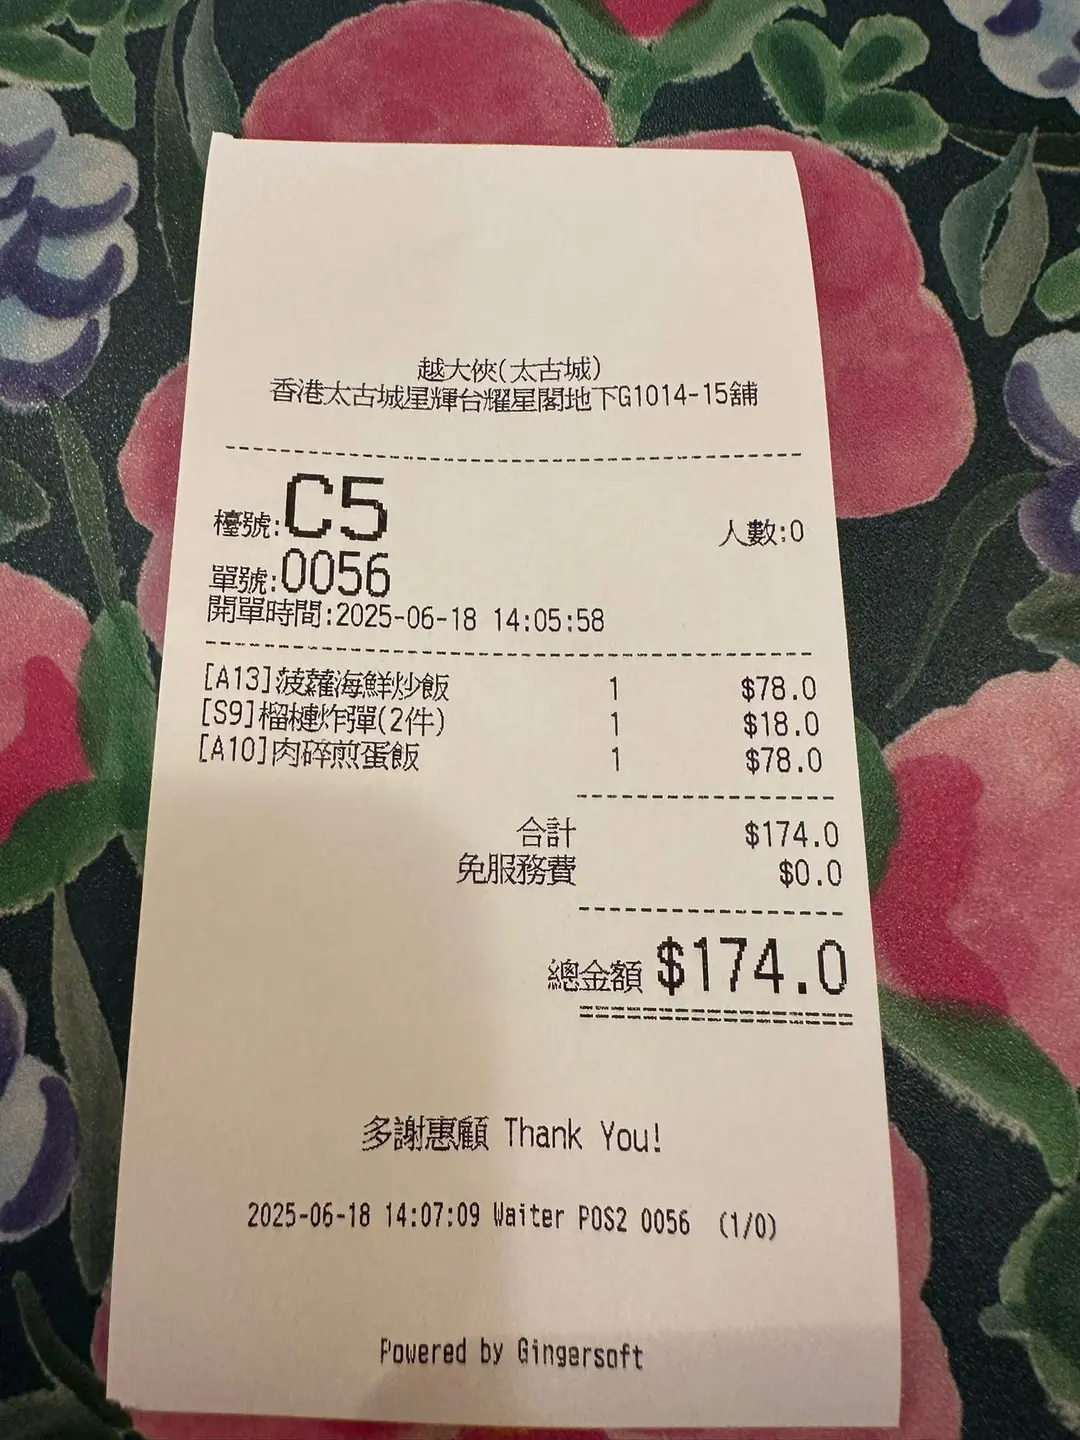 越大俠(太古城)
香港太古城星輝台耀星閣地下G1014-15舖
檯號:C5 人數:0
單號:0056
開單時間:2025-06-18 14:05:58
[A13]菠蘿海鮮炒飯 1 $78.0
[S9]榴槤炸彈(2件) 1 $18.0
[A10]肉碎煎蛋飯 1 $78.0
合計 $174.0
免服務費 $0.0
總金額 $174.0
多謝惠顧 Thank You!
2025-06-18 14:07:09 Waiter POS2 0056 (1/0)
Powered by Gingersoft